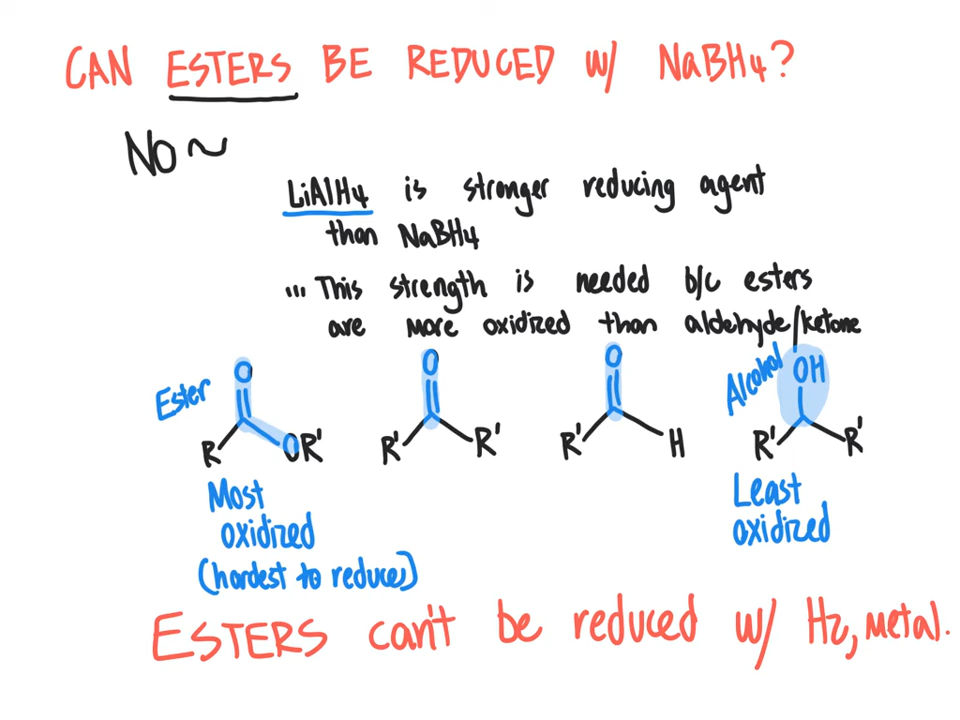 CAN ESTERS BE REDUCED w/ NaBH4?
No ~
LiAlH4 is stronger reducing agent
than NaBH4
... This strength is needed b/c esters
are more oxidized than aldehyde/ketone
Ester
O
R
OR'
O
R'
R'
O
R'
H
Alcohol
OH
R'
R'
Most
oxidized
(hardest to reduce)
Least
oxidized
ESTERS can't be reduced w/ H2, metal.